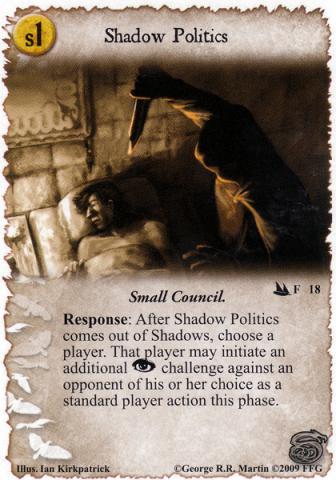 s1
Shadow Politics
F 18
Small Council.
Response: After Shadow Politics
comes out of Shadows, choose a
player. That player may initiate an
additional challenge against an
opponent of his or her choice as a
standard player action this phase.
Illus. Ian Kirkpatrick ©George R.R. Martin ©2009 FFG